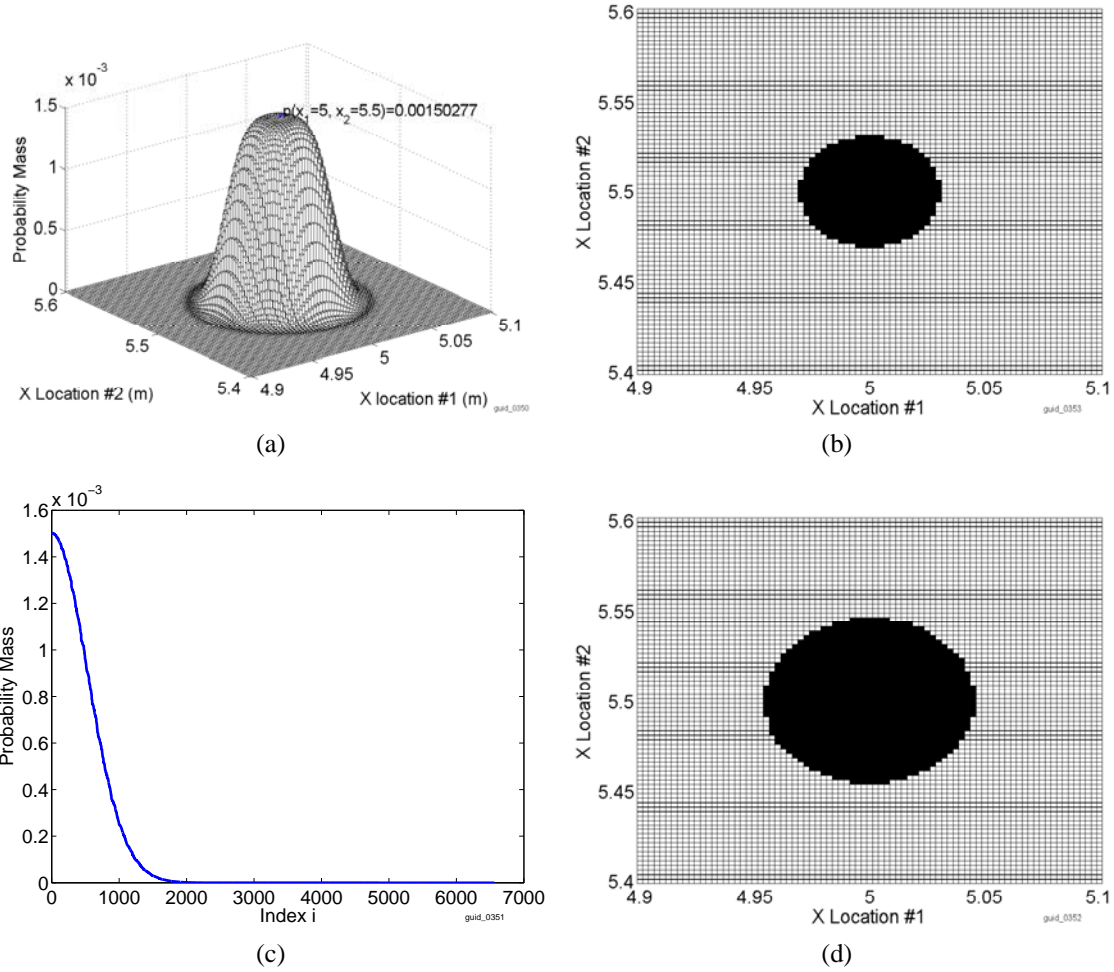 x 10⁻³
1.5
1
0.5
0
Probability Mass
p(x₁=5, x₂=5.5)=0.00150277
5.6
5.5
5.4
4.9
4.95
5
5.05
5.1
X Location #2 (m)
X location #1 (m)
guid_0350
(a)
5.6
5.55
5.5
5.45
5.4
X Location #2
4.9
4.95
5
5.05
5.1
X Location #1
guid_0353
(b)
x 10⁻³
1.6
1.4
1.2
1
0.8
0.6
0.4
0.2
0
Probability Mass
0
1000
2000
3000
4000
5000
6000
7000
Index i
guid_0351
(c)
5.6
5.55
5.5
5.45
5.4
X Location #2
4.9
4.95
5
5.05
5.1
X Location #1
guid_0352
(d)